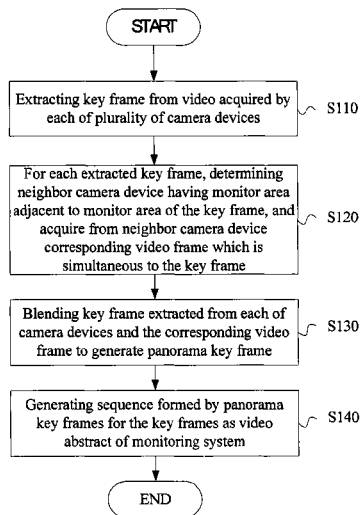 START
Extracting key frame from video acquired by
each of plurality of camera devices
S110
For each extracted key frame, determining
neighbor camera device having monitor area
adjacent to monitor area of the key frame, and
acquire from neighbor camera device
corresponding video frame which is
simultaneous to the key frame
S120
Blending key frame extracted from each of
camera devices and the corresponding video
frame to generate panorama key frame
S130
Generating sequence formed by panorama
key frames for the key frames as video
abstract of monitoring system
S140
END